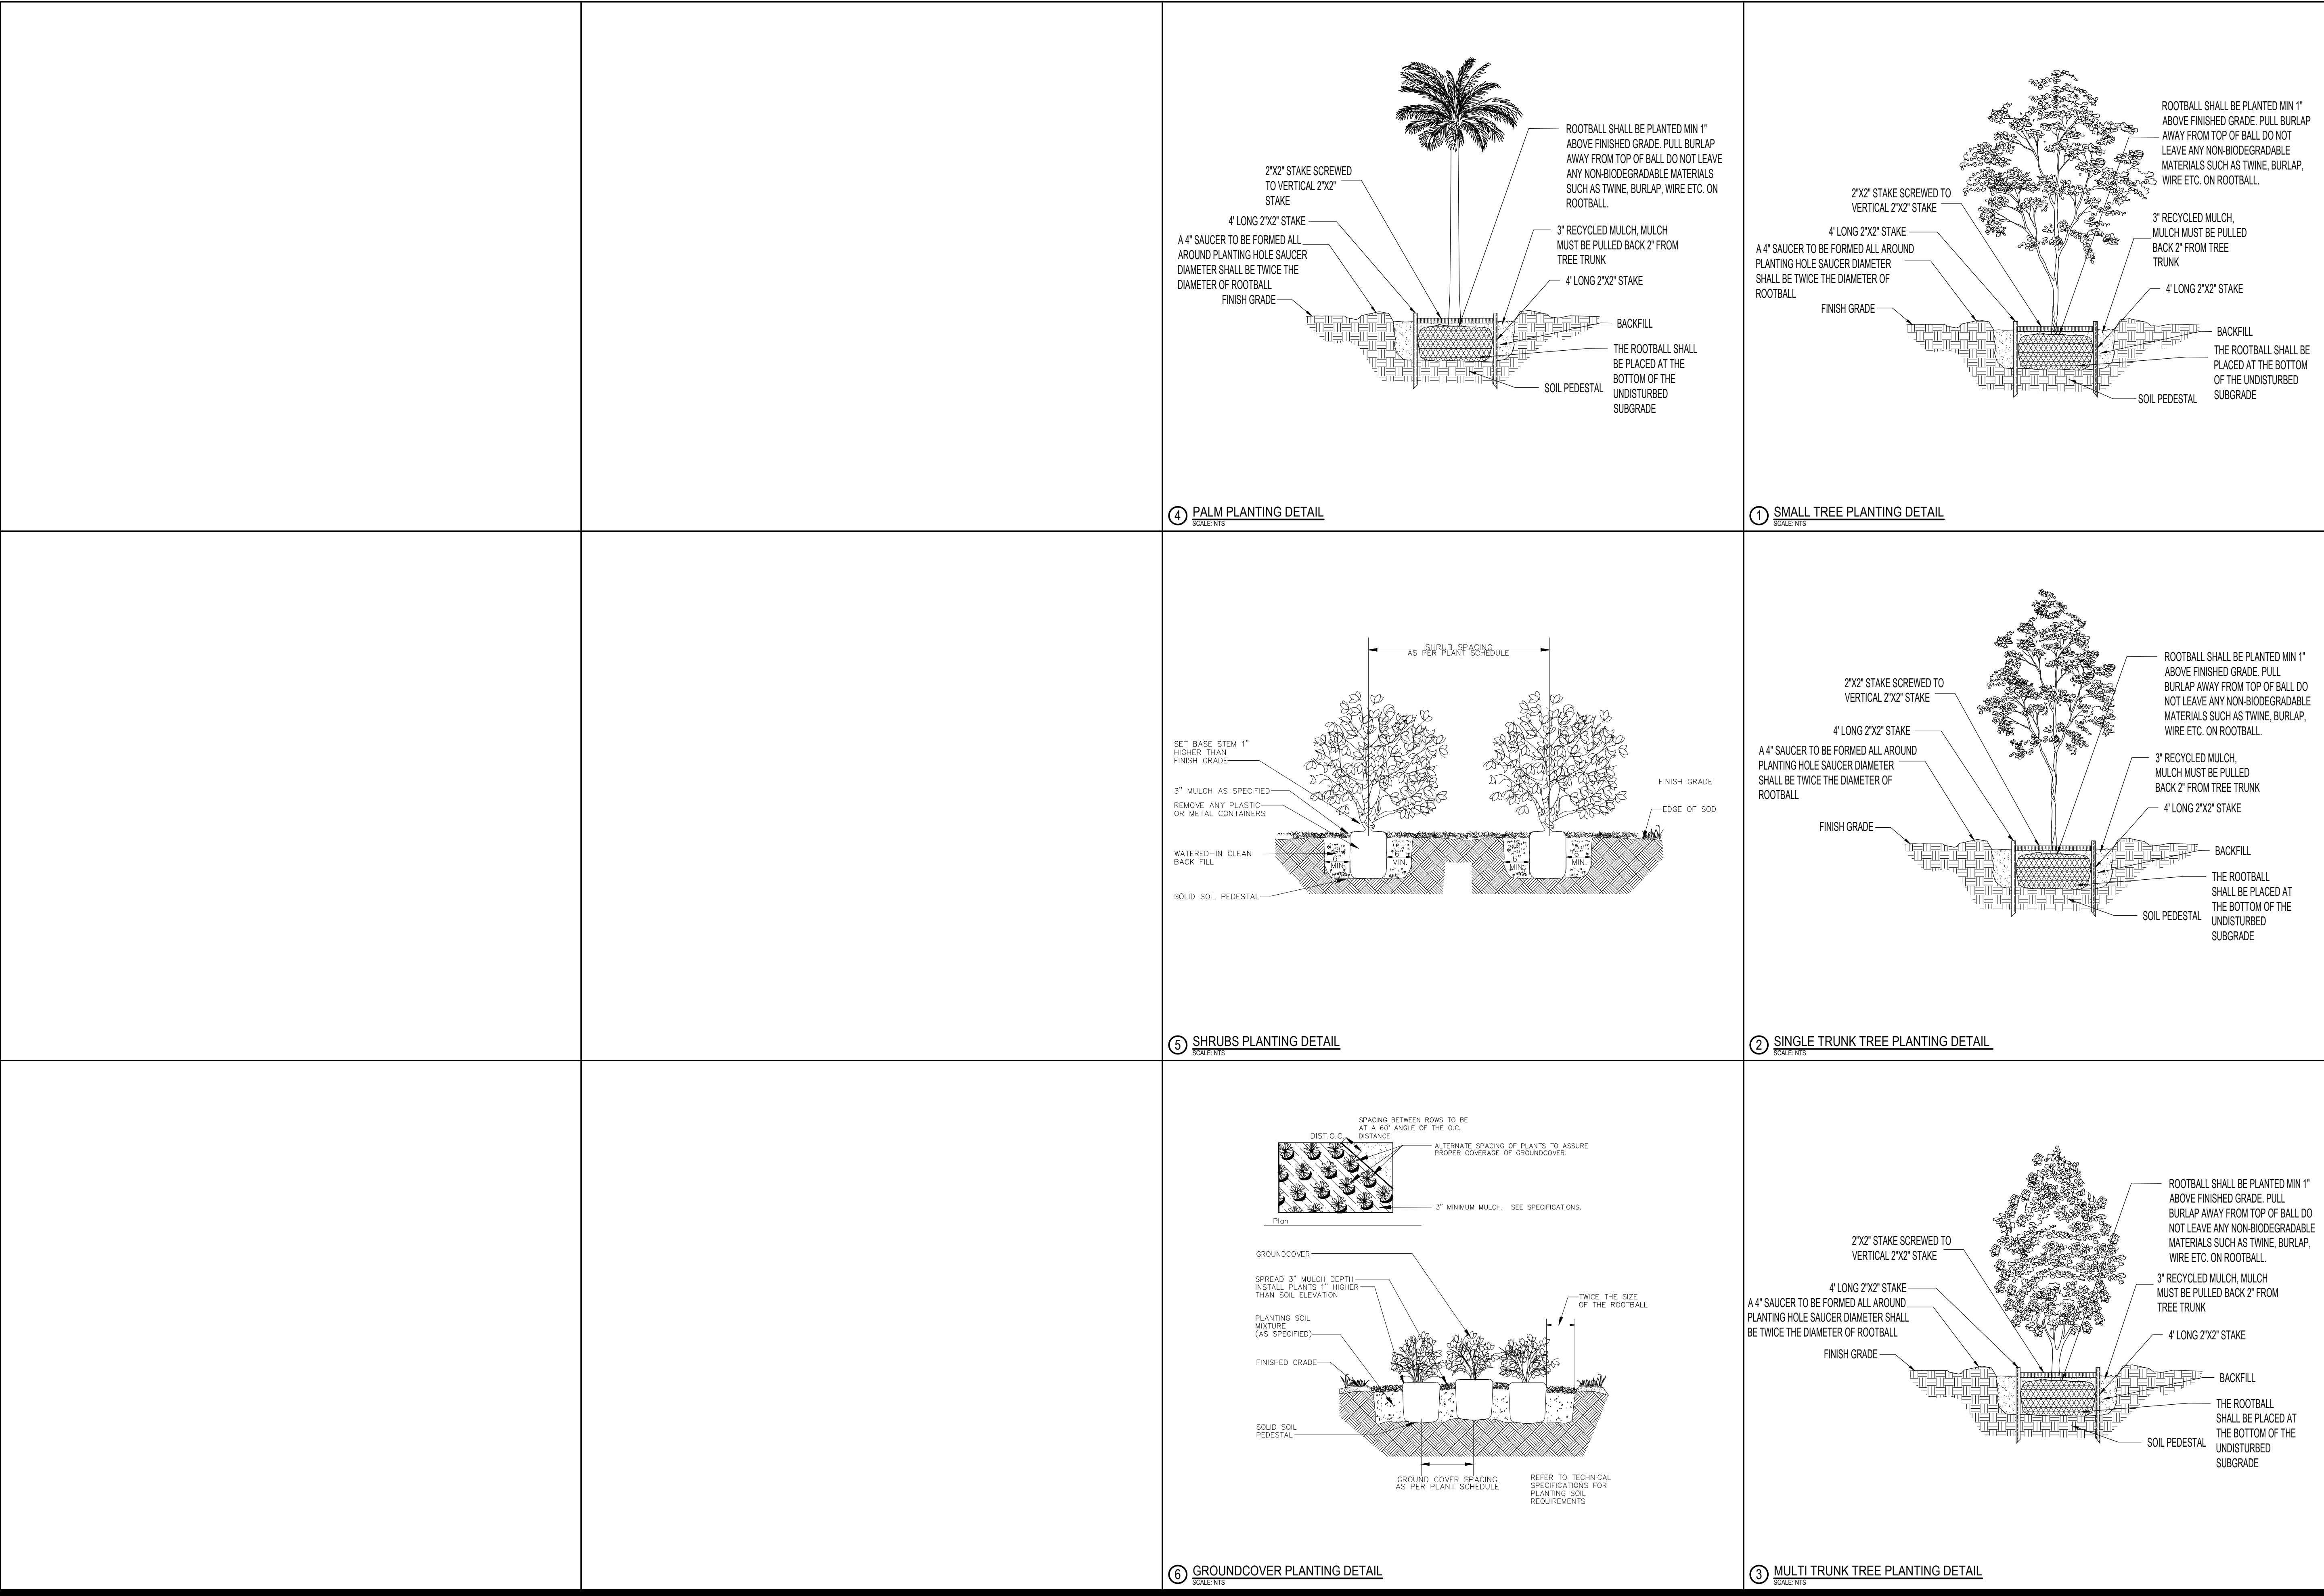 2"X2" STAKE SCREWED
TO VERTICAL 2"X2"
STAKE
4' LONG 2"X2" STAKE
A 4" SAUCER TO BE FORMED ALL
AROUND PLANTING HOLE SAUCER
DIAMETER SHALL BE TWICE THE
DIAMETER OF ROOTBALL
FINISH GRADE
ROOTBALL SHALL BE PLANTED MIN 1"
ABOVE FINISHED GRADE. PULL BURLAP
AWAY FROM TOP OF BALL DO NOT LEAVE
ANY NON-BIODEGRADABLE MATERIALS
SUCH AS TWINE, BURLAP, WIRE ETC. ON
ROOTBALL.
3" RECYCLED MULCH, MULCH
MUST BE PULLED BACK 2" FROM
TREE TRUNK
4' LONG 2"X2" STAKE
BACKFILL
THE ROOTBALL SHALL
BE PLACED AT THE
BOTTOM OF THE
UNDISTURBED
SUBGRADE
SOIL PEDESTAL
4 PALM PLANTING DETAIL
SCALE: NTS
2"X2" STAKE SCREWED TO
VERTICAL 2"X2" STAKE
4' LONG 2"X2" STAKE
A 4" SAUCER TO BE FORMED ALL AROUND
PLANTING HOLE SAUCER DIAMETER
SHALL BE TWICE THE DIAMETER OF
ROOTBALL
FINISH GRADE
ROOTBALL SHALL BE PLANTED MIN 1"
ABOVE FINISHED GRADE. PULL BURLAP
AWAY FROM TOP OF BALL DO NOT
LEAVE ANY NON-BIODEGRADABLE
MATERIALS SUCH AS TWINE, BURLAP,
WIRE ETC. ON ROOTBALL.
3" RECYCLED MULCH,
MULCH MUST BE PULLED
BACK 2" FROM TREE
TRUNK
4' LONG 2"X2" STAKE
BACKFILL
THE ROOTBALL SHALL BE
PLACED AT THE BOTTOM
OF THE UNDISTURBED
SUBGRADE
SOIL PEDESTAL
1 SMALL TREE PLANTING DETAIL
SCALE: NTS
SHRUB SPACING
AS PER PLANT SCHEDULE
SET BASE STEM 1"
HIGHER THAN
FINISH GRADE
3" MULCH AS SPECIFIED
REMOVE ANY PLASTIC
OR METAL CONTAINERS
WATERED-IN CLEAN
BACK FILL
SOLID SOIL PEDESTAL
6"
MIN.
6"
MIN.
6"
MIN.
6"
MIN.
FINISH GRADE
EDGE OF SOD
5 SHRUBS PLANTING DETAIL
SCALE: NTS
2"X2" STAKE SCREWED TO
VERTICAL 2"X2" STAKE
4' LONG 2"X2" STAKE
A 4" SAUCER TO BE FORMED ALL AROUND
PLANTING HOLE SAUCER DIAMETER
SHALL BE TWICE THE DIAMETER OF
ROOTBALL
FINISH GRADE
ROOTBALL SHALL BE PLANTED MIN 1"
ABOVE FINISHED GRADE. PULL
BURLAP AWAY FROM TOP OF BALL DO
NOT LEAVE ANY NON-BIODEGRADABLE
MATERIALS SUCH AS TWINE, BURLAP,
WIRE ETC. ON ROOTBALL.
3" RECYCLED MULCH,
MULCH MUST BE PULLED
BACK 2" FROM TREE TRUNK
4' LONG 2"X2" STAKE
BACKFILL
THE ROOTBALL
SHALL BE PLACED AT
THE BOTTOM OF THE
UNDISTURBED
SUBGRADE
SOIL PEDESTAL
2 SINGLE TRUNK TREE PLANTING DETAIL
SCALE: NTS
SPACING BETWEEN ROWS TO BE
AT A 60° ANGLE OF THE O.C.
DISTANCE
DIST.O.C.
ALTERNATE SPACING OF PLANTS TO ASSURE
PROPER COVERAGE OF GROUNDCOVER.
3" MINIMUM MULCH. SEE SPECIFICATIONS.
Plan
GROUNDCOVER
SPREAD 3" MULCH DEPTH
INSTALL PLANTS 1" HIGHER
THAN SOIL ELEVATION
PLANTING SOIL
MIXTURE
(AS SPECIFIED)
FINISHED GRADE
SOLID SOIL
PEDESTAL
TWICE THE SIZE
OF THE ROOTBALL
GROUND COVER SPACING
AS PER PLANT SCHEDULE
REFER TO TECHNICAL
SPECIFICATIONS FOR
PLANTING SOIL
REQUIREMENTS
6 GROUNDCOVER PLANTING DETAIL
SCALE: NTS
2"X2" STAKE SCREWED TO
VERTICAL 2"X2" STAKE
4' LONG 2"X2" STAKE
A 4" SAUCER TO BE FORMED ALL AROUND
PLANTING HOLE SAUCER DIAMETER SHALL
BE TWICE THE DIAMETER OF ROOTBALL
FINISH GRADE
ROOTBALL SHALL BE PLANTED MIN 1"
ABOVE FINISHED GRADE. PULL
BURLAP AWAY FROM TOP OF BALL DO
NOT LEAVE ANY NON-BIODEGRADABLE
MATERIALS SUCH AS TWINE, BURLAP,
WIRE ETC. ON ROOTBALL.
3" RECYCLED MULCH, MULCH
MUST BE PULLED BACK 2" FROM
TREE TRUNK
4' LONG 2"X2" STAKE
BACKFILL
THE ROOTBALL
SHALL BE PLACED AT
THE BOTTOM OF THE
UNDISTURBED
SUBGRADE
SOIL PEDESTAL
3 MULTI TRUNK TREE PLANTING DETAIL
SCALE: NTS